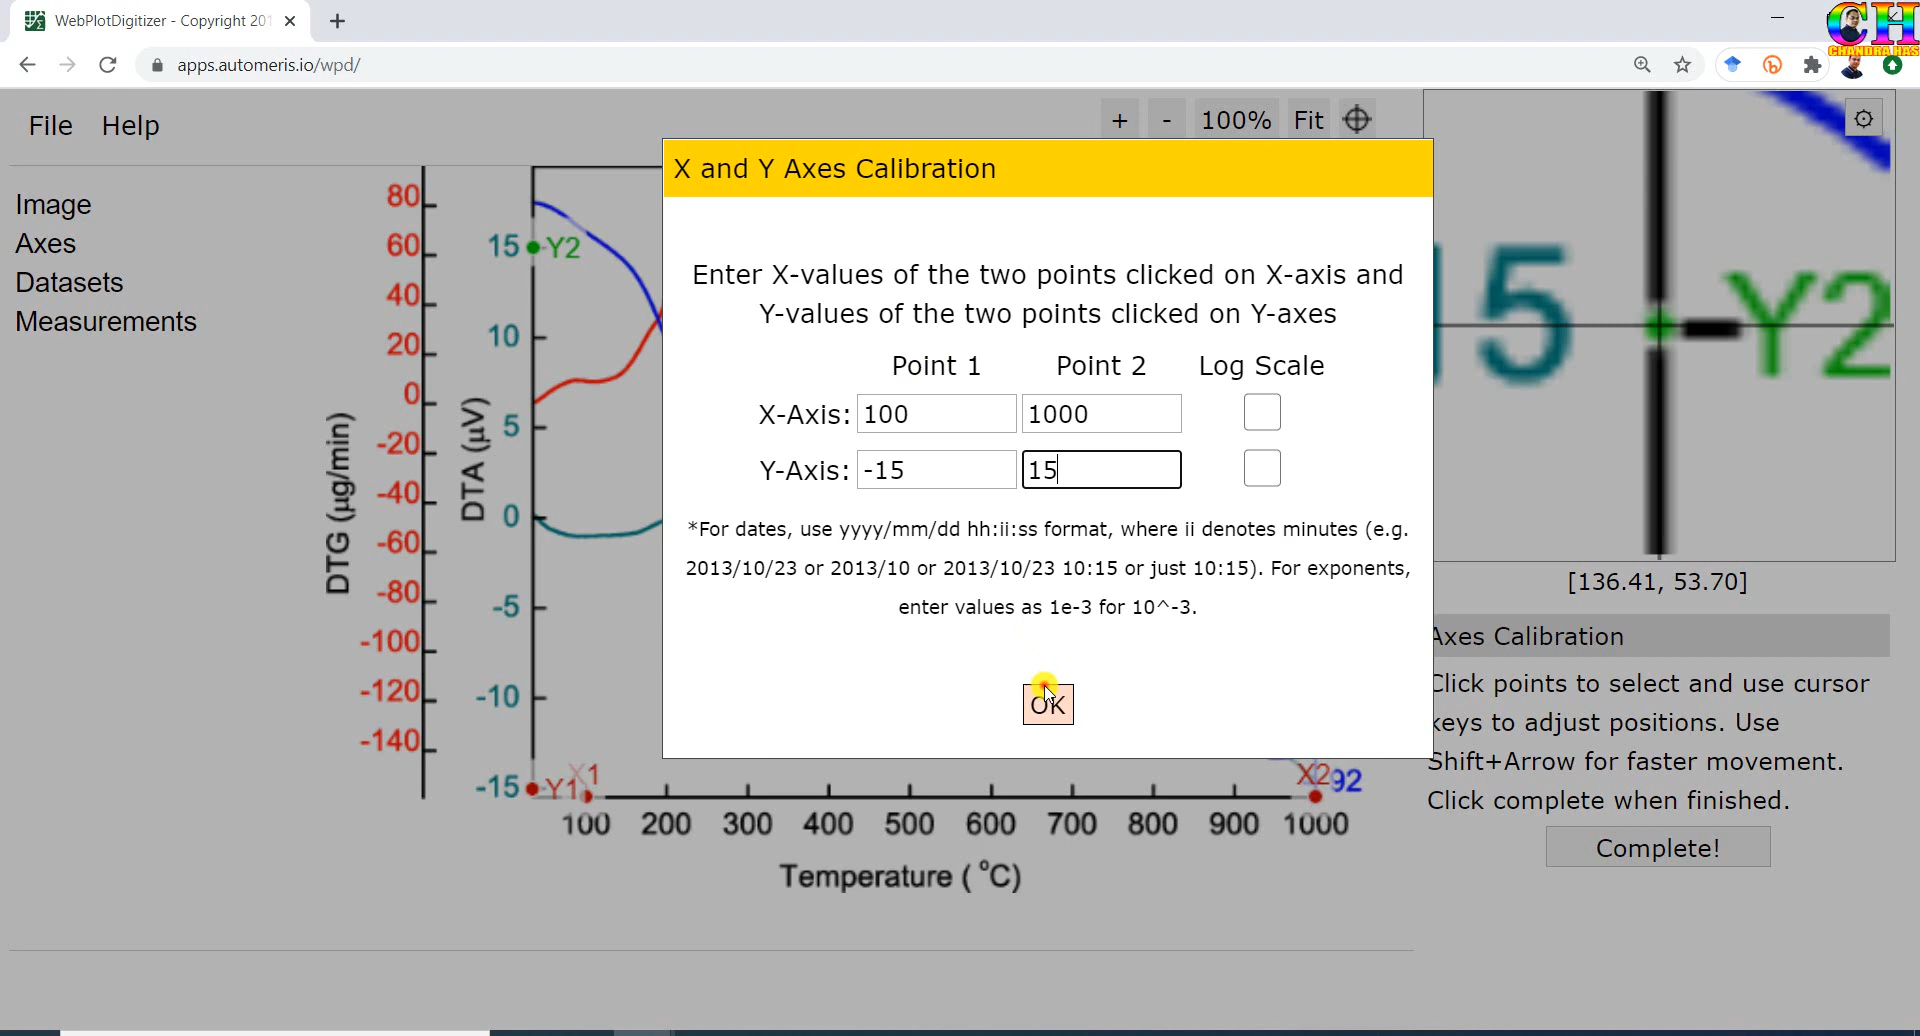 WebPlotDigitizer - Copyright 201
CH
CHANDRA HAS
apps.automeris.io/wpd/
File Help
+ - 100% Fit
Image
Axes
Datasets
Measurements
X and Y Axes Calibration
Enter X-values of the two points clicked on X-axis and
Y-values of the two points clicked on Y-axes
Point 1 Point 2 Log Scale
X-Axis: 100 1000
Y-Axis: -15 15
*For dates, use yyyy/mm/dd hh:ii:ss format, where ii denotes minutes (e.g.
2013/10/23 or 2013/10 or 2013/10/23 10:15 or just 10:15). For exponents,
enter values as 1e-3 for 10^-3.
OK
DTG (µg/min)
80
60
40
20
0
-20
-40
-60
-80
-100
-120
-140
DTA (µV)
15 Y2
10
5
0
-5
-10
-15 Y1 X1
X2 92
100 200 300 400 500 600 700 800 900 1000
Temperature ( °C)
5 Y2
[136.41, 53.70]
Axes Calibration
Click points to select and use cursor
keys to adjust positions. Use
Shift+Arrow for faster movement.
Click complete when finished.
Complete!